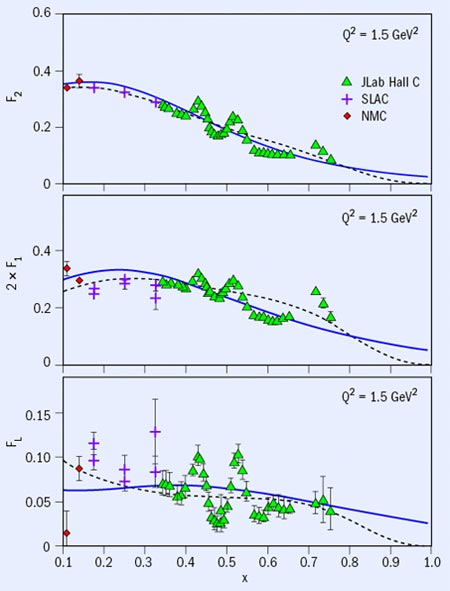 0.6
Q² = 1.5 GeV²
0.4
JLab Hall C
SLAC
NMC
F₂
0.2
0
Q² = 1.5 GeV²
0.4
2 × F₁
0.2
0
Q² = 1.5 GeV²
0.15
F_L
0.10
0.05
0
0.1 0.2 0.3 0.4 0.5 0.6 0.7 0.8 0.9 1.0
x